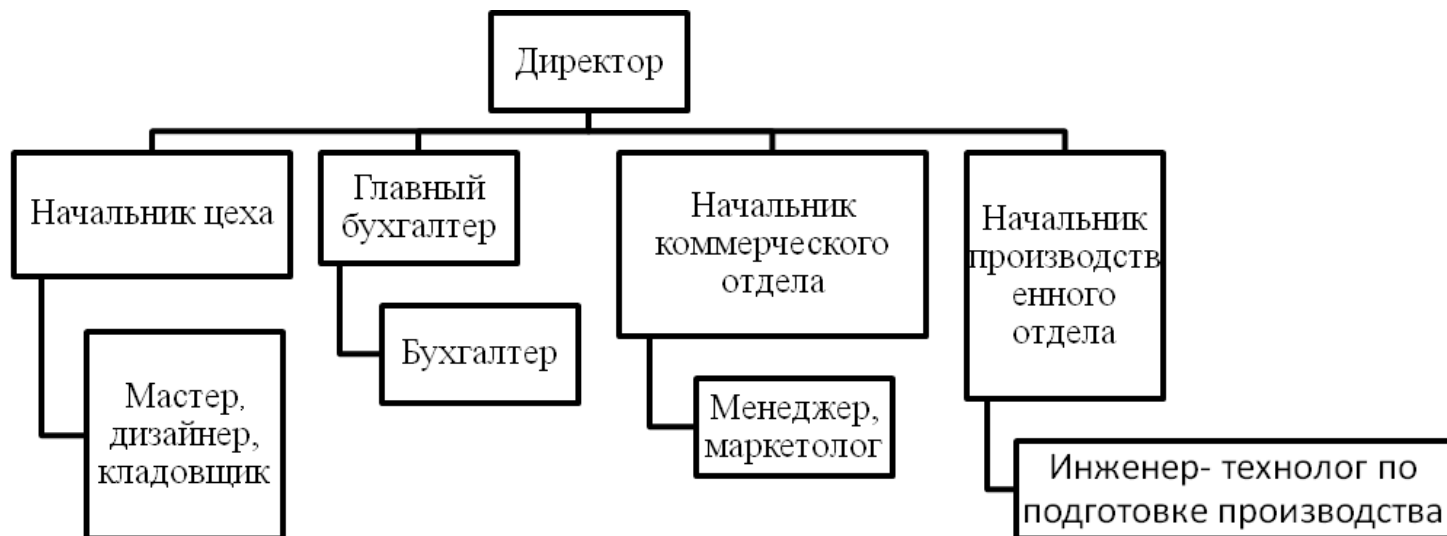 Директор
Начальник цеха
Главный
бухгалтер
Начальник
коммерческого
отдела
Начальник
производств
енного
отдела
Мастер,
дизайнер,
кладовщик
Бухгалтер
Менеджер,
маркетолог
Инженер- технолог по
подготовке производства